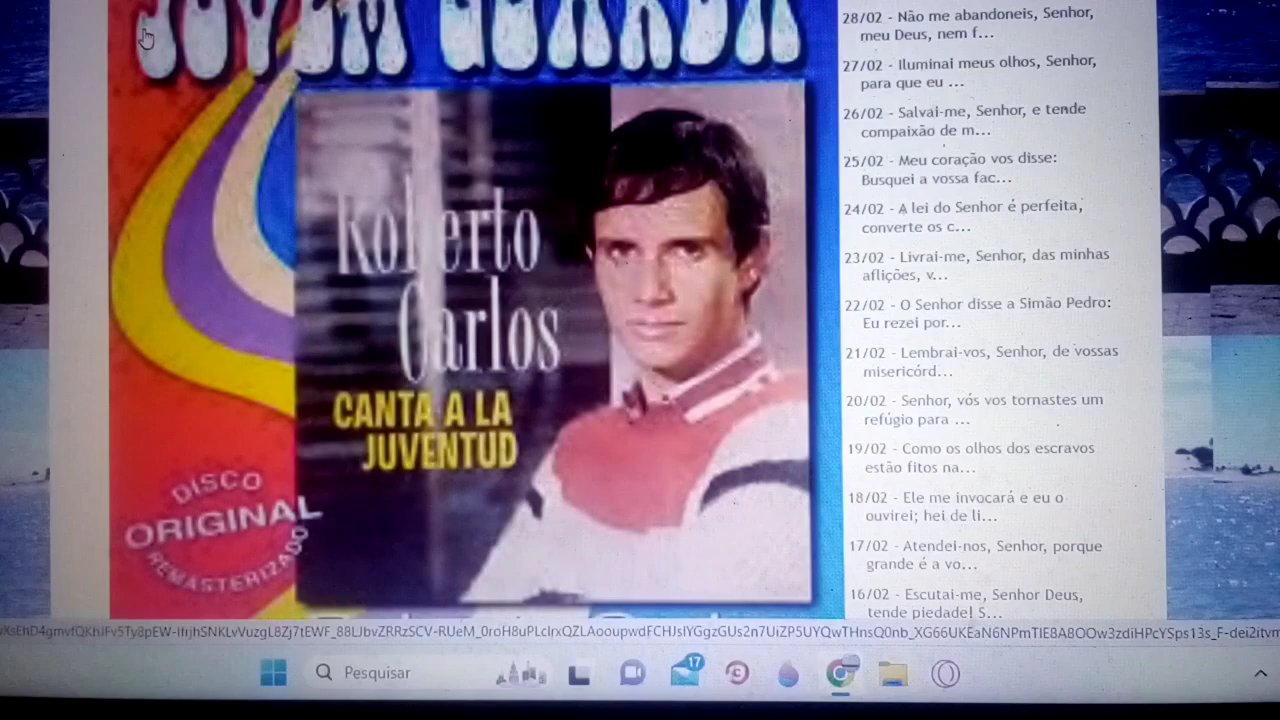 JOVEM GUARDA
Roberto
Carlos
CANTA A LA
JUVENTUD
DISCO
ORIGINAL
REMASTERIZADO
28/02 - Não me abandoneis, Senhor,
meu Deus, nem f...
27/02 - Iluminai meus olhos, Senhor,
para que eu ...
26/02 - Salvai-me, Senhor, e tende
compaixão de m...
25/02 - Meu coração vos disse:
Busquei a vossa fac...
24/02 - A lei do Senhor é perfeita,
converte os c...
23/02 - Livrai-me, Senhor, das minhas
aflições, v...
22/02 - O Senhor disse a Simão Pedro:
Eu rezei por...
21/02 - Lembrai-vos, Senhor, de vossas
misericórd...
20/02 - Senhor, vós vos tornastes um
refúgio para ...
19/02 - Como os olhos dos escravos
estão fitos na...
18/02 - Ele me invocará e eu o
ouvirei; hei de li...
17/02 - Atendei-nos, Senhor, porque
grande é a vo...
16/02 - Escutai-me, Senhor Deus,
tende piedade! S...
Pesquisar
17